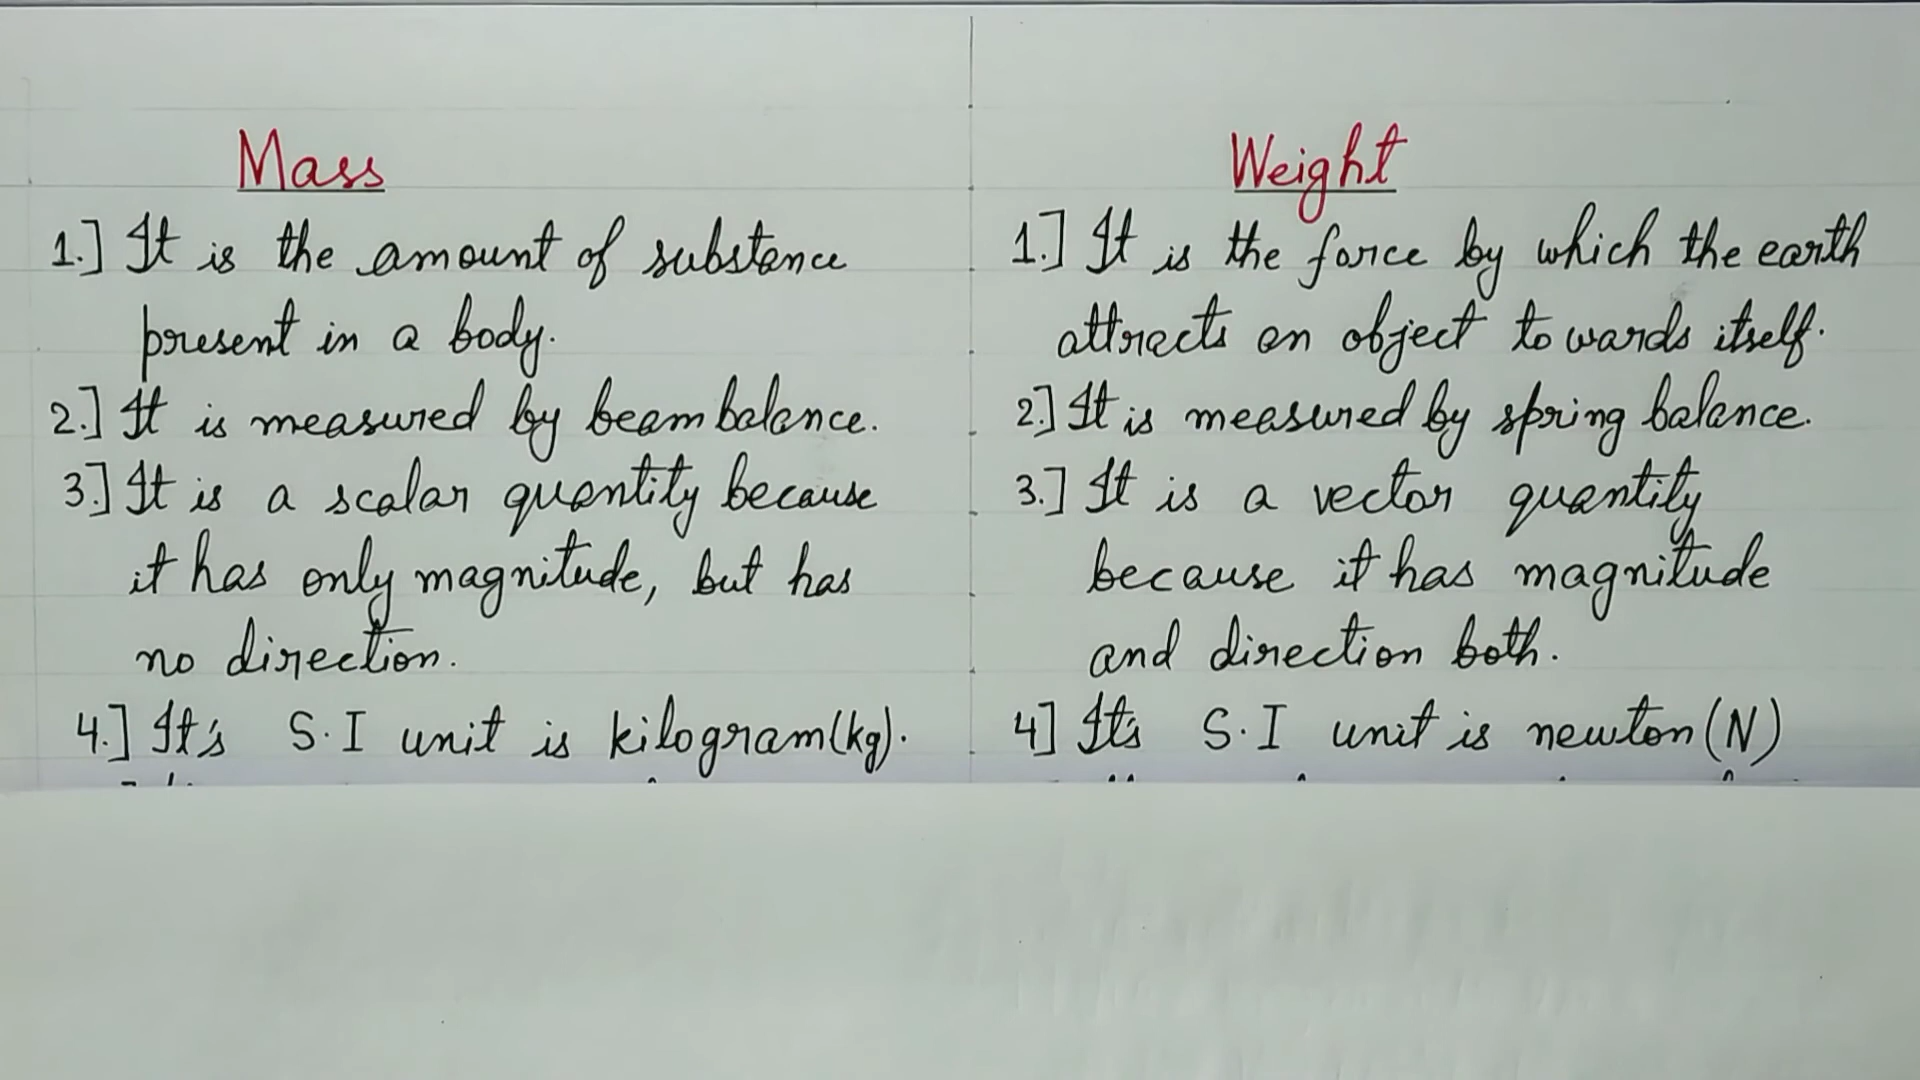 Mass
1.] It is the amount of substance
present in a body.
2.] It is measured by beam balance.
3.] It is a scalar quantity because
it has only magnitude, but has
no direction.
4.] It's S.I unit is kilogram(kg).
Weight
1.] It is the force by which the earth
attracts an object towards itself.
2.] It is measured by spring balance.
3.] It is a vector quantity
because it has magnitude
and direction both.
4] It's S.I unit is newton (N)